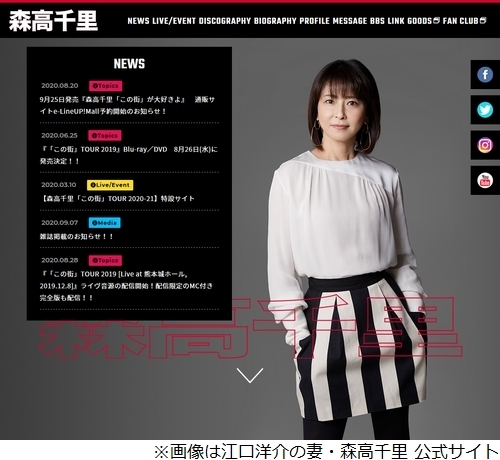 森高千里
NEWS LIVE/EVENT DISCOGRAPHY BIOGRAPHY PROFILE MESSAGE BBS LINK GOODS FAN CLUB
NEWS
2020.08.20 Topics
9月25日発売『森高千里「この街」が大好きよ』 通販サ
イトe-LineUP!Mall予約開始のお知らせ!
2020.06.25 Topics
『「この街」TOUR 2019』Blu-ray／DVD 8月26日(水)に
発売決定！！
2020.03.10 Live/Event
【森高千里「この街」TOUR 2020-21】特設サイト
2020.09.07 Media
雑誌掲載のお知らせ！！
2020.08.28 Topics
『「この街」TOUR 2019 [Live at 熊本城ホール,
2019.12.8]』ライヴ音源の配信開始！配信限定のMC付き
完全版も配信！！
森高千里
You
Tube
※画像は江口洋介の妻・森高千里 公式サイト